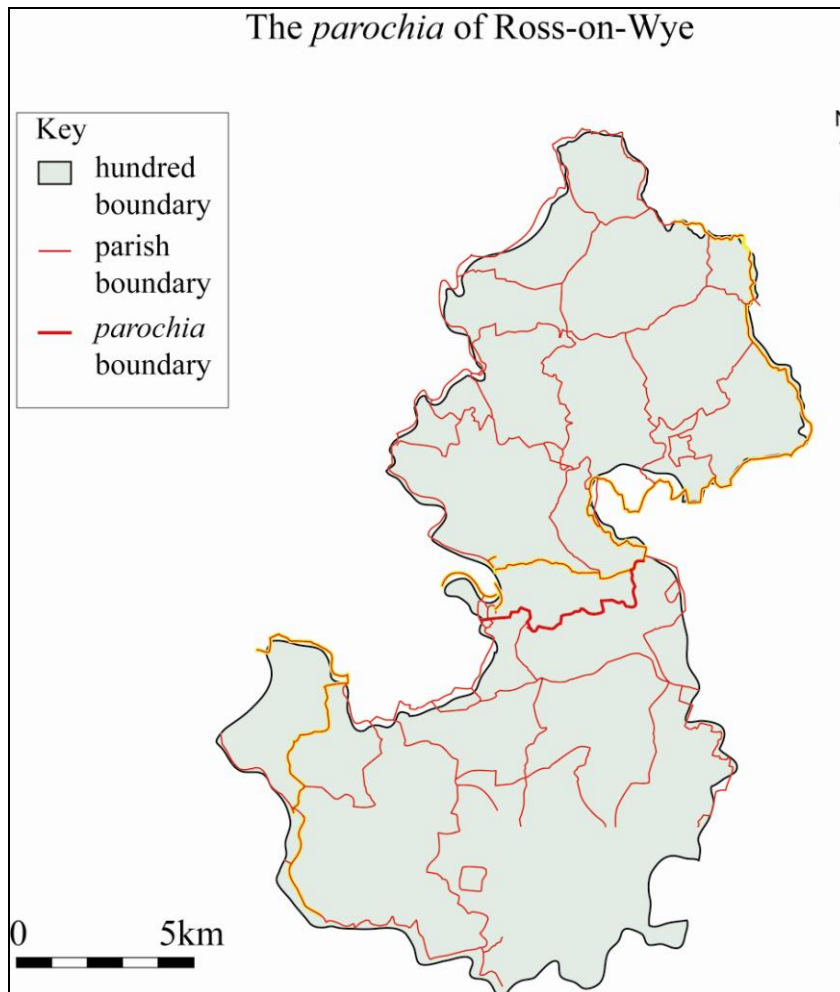 The parochia of Ross-on-Wye
N
Key
hundred
boundary
parish
boundary
parochia
boundary
0 5km